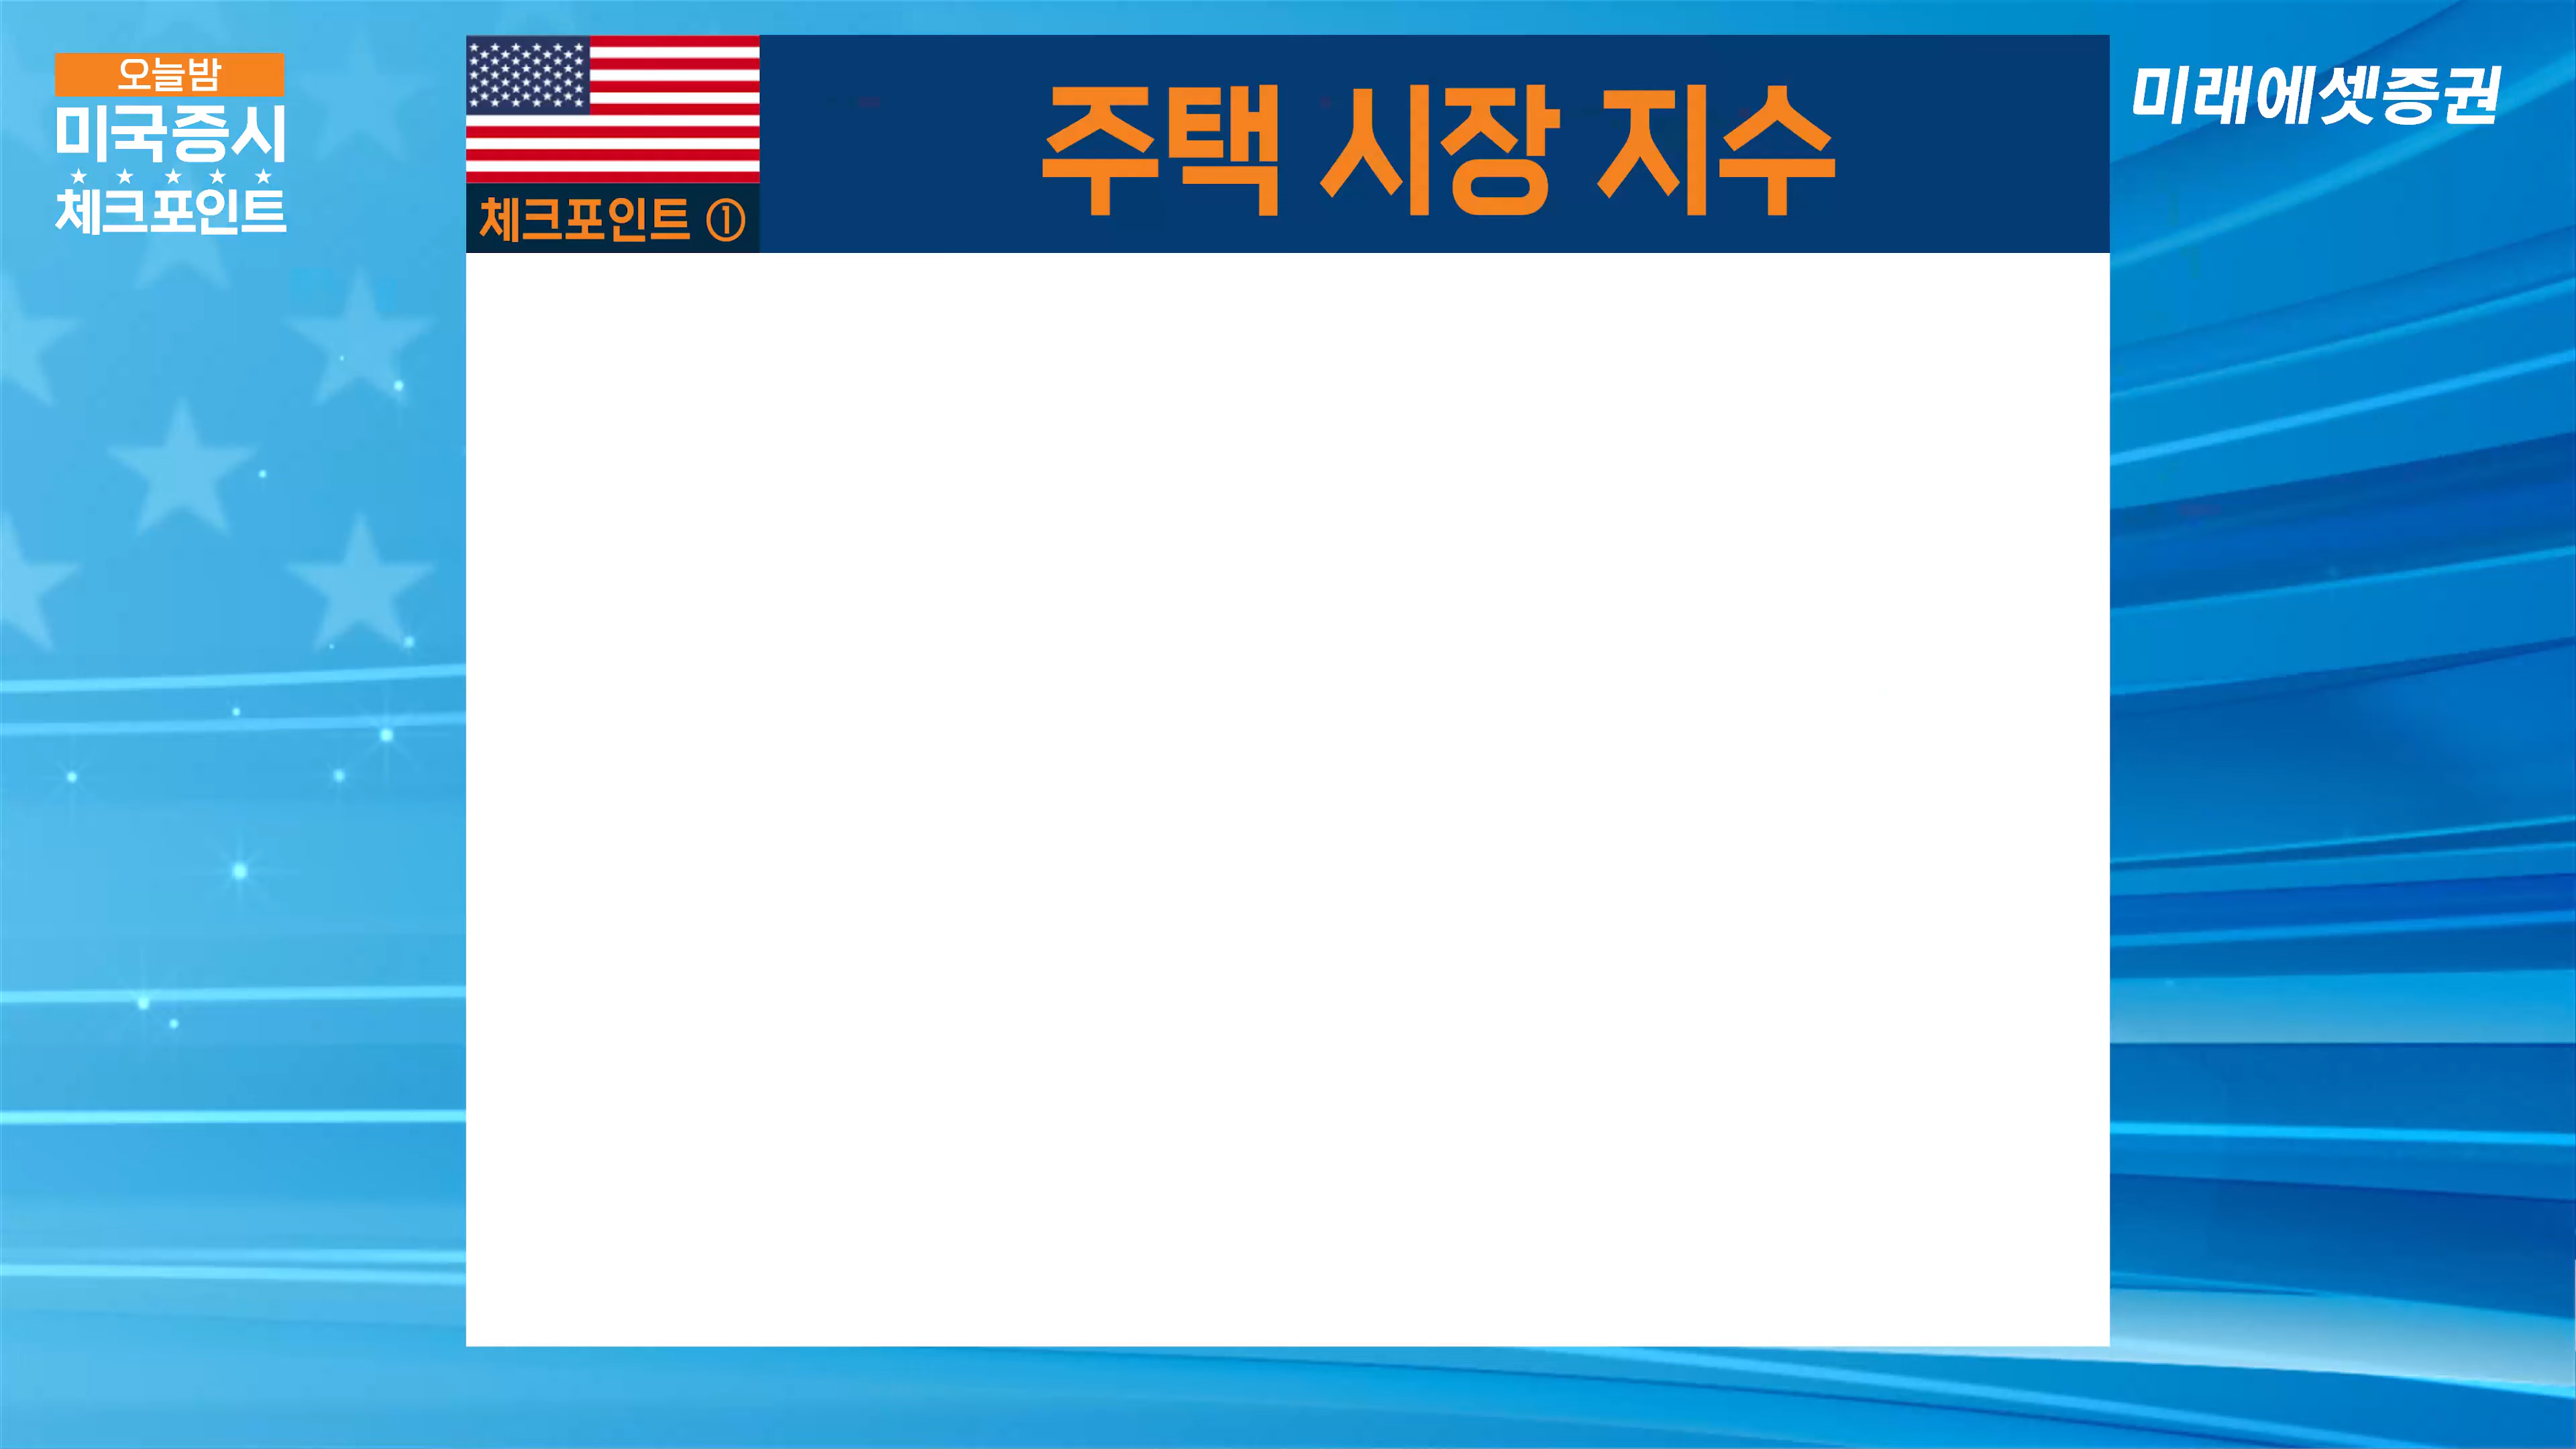 오늘밤
미국증시
체크포인트
체크포인트 ①
주택 시장 지수
미래에셋증권